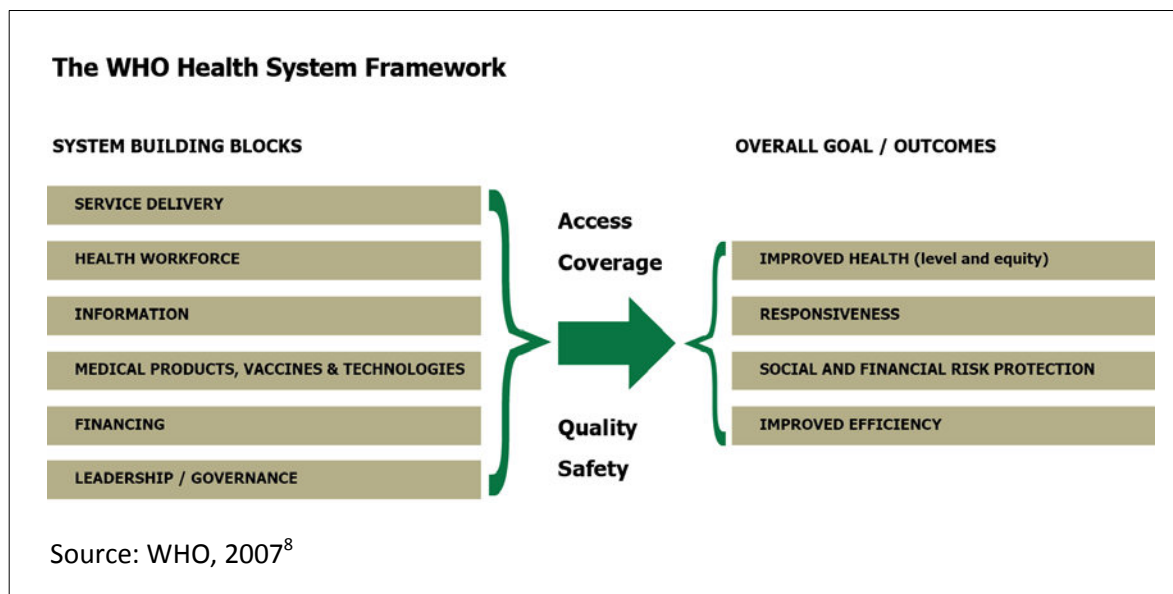 The WHO Health System Framework
SYSTEM BUILDING BLOCKS
SERVICE DELIVERY
HEALTH WORKFORCE
INFORMATION
MEDICAL PRODUCTS, VACCINES & TECHNOLOGIES
FINANCING
LEADERSHIP / GOVERNANCE
Access
Coverage
Quality
Safety
OVERALL GOAL / OUTCOMES
IMPROVED HEALTH (level and equity)
RESPONSIVENESS
SOCIAL AND FINANCIAL RISK PROTECTION
IMPROVED EFFICIENCY
Source: WHO, 2007⁸